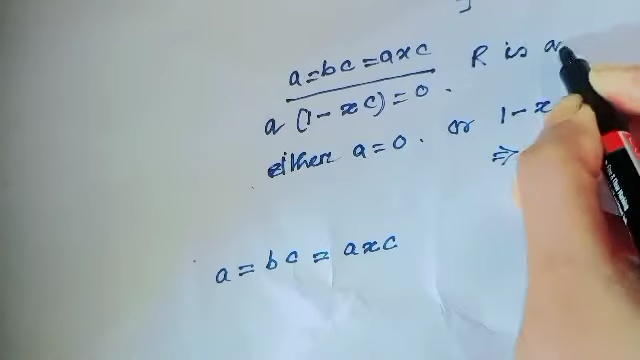 a = bc = axc
R is a
a (1 - xc) = 0.
either a = 0. or 1 - x
⇒
a = bc = axc